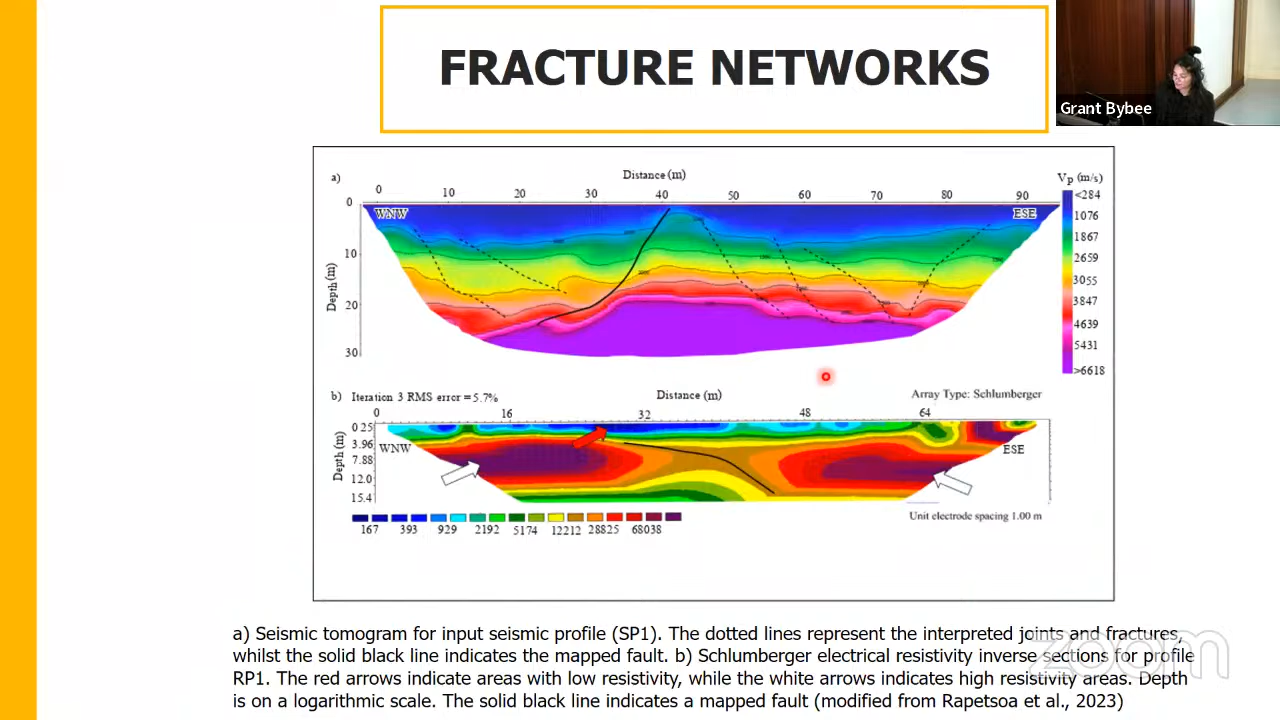 FRACTURE NETWORKS
Grant Bybee
a)
Distance (m)
Vp (m/s)
0 10 20 30 40 50 60 70 80 90
<284
0
WNW
ESE
1076
1867
10
2659
Depth (m)
3055
20
3847
4639
5431
30
>6618
b) Iteration 3 RMS error = 5.7%
Distance (m)
Array Type: Schlumberger
0 16 32 48 64
0.25
3.96
WNW
ESE
Depth (m)
7.88
12.0
15.4
Unit electrode spacing 1.00 m
167 393 929 2192 5174 12212 28825 68038
a) Seismic tomogram for input seismic profile (SP1). The dotted lines represent the interpreted joints and fractures,
whilst the solid black line indicates the mapped fault. b) Schlumberger electrical resistivity inverse sections for profile
RP1. The red arrows indicate areas with low resistivity, while the white arrows indicates high resistivity areas. Depth
is on a logarithmic scale. The solid black line indicates a mapped fault (modified from Rapetsoa et al., 2023)
zoom